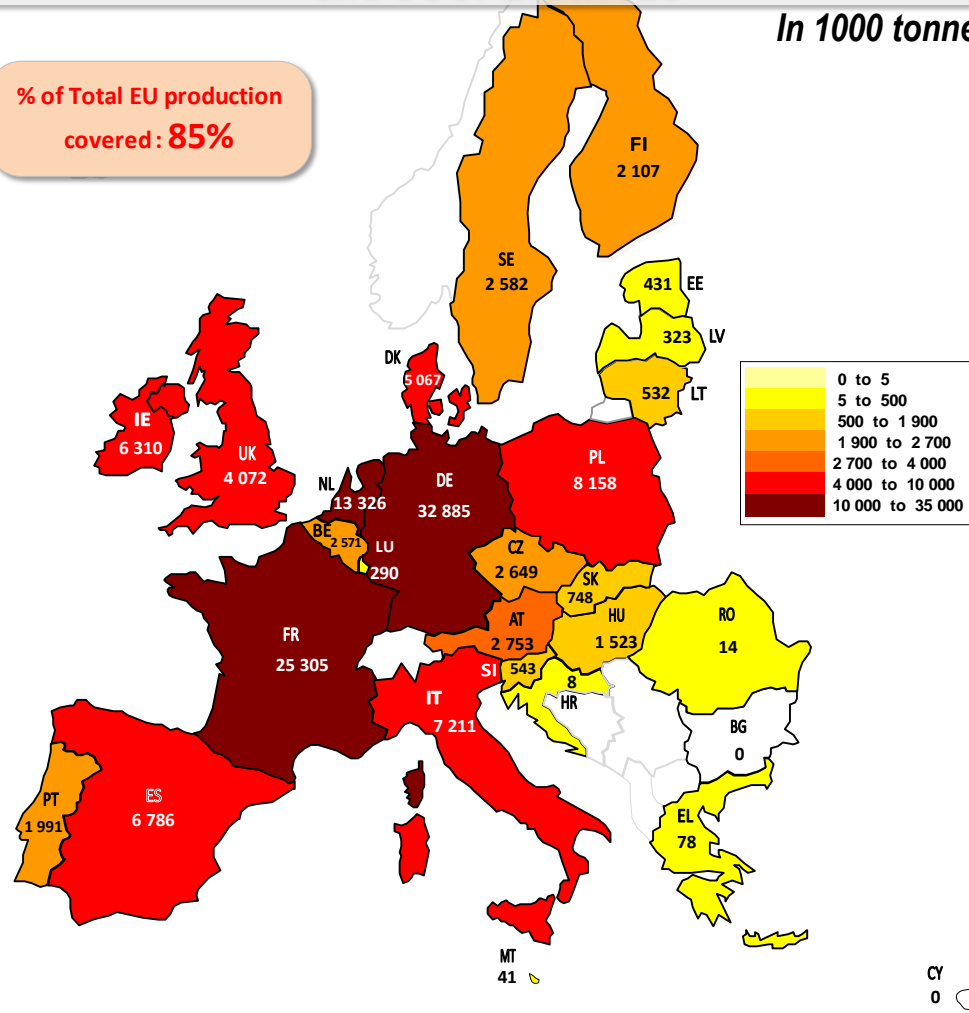 In 1000 tonne
% of Total EU production
covered : 85%
FI
2 107
SE
2 582
431 EE
323 LV
532 LT
DK
5 067
0 to 5
5 to 500
500 to 1 900
1 900 to 2 700
2 700 to 4 000
4 000 to 10 000
10 000 to 35 000
IE
6 310
UK
4 072
NL
13 326
DE
32 885
PL
8 158
BE
2 571
LU
290
CZ
2 649
SK
748
AT
2 753
HU
1 523
RO
14
FR
25 305
SI
543
8
HR
IT
7 211
BG
0
PT
1 991
ES
6 786
EL
78
MT
41
CY
0